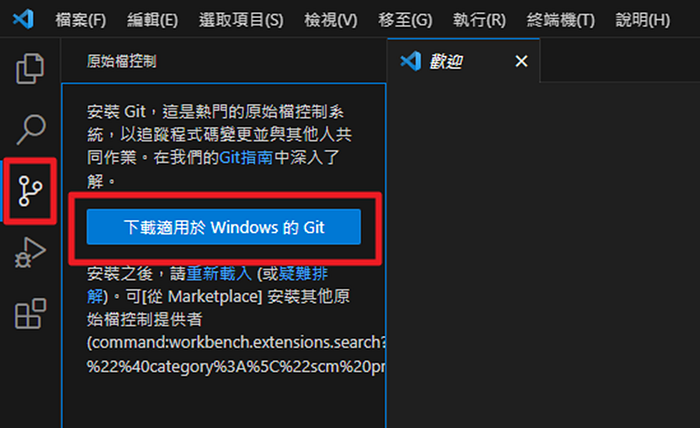 檔案(F) 編輯(E) 選取項目(S) 檢視(V) 移至(G) 執行(R) 終端機(T) 說明(H)
原始檔控制
歡迎
安裝 Git，這是熱門的原始檔控制系
統，以追蹤程式碼變更並與其他人共
同作業。在我們的Git指南中深入了
解。
下載適用於 Windows 的 Git
安裝之後，請重新載入 (或疑難排
解)。可[從 Marketplace] 安裝其他原
始檔控制提供者
(command:workbench.extensions.search?
%22%40category%3A%5C%22scm%20pr